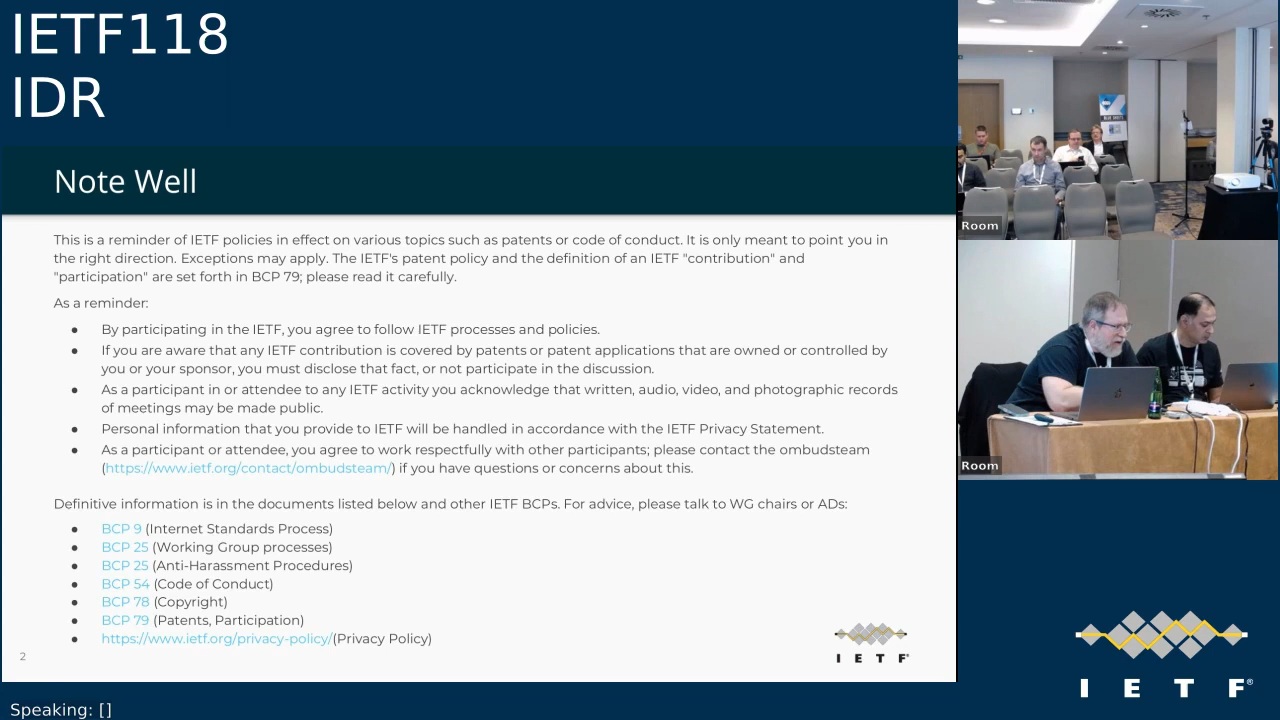 IETF118
IDR
Note Well
This is a reminder of IETF policies in effect on various topics such as patents or code of conduct. It is only meant to point you in
the right direction. Exceptions may apply. The IETF's patent policy and the definition of an IETF "contribution" and
"participation" are set forth in BCP 79; please read it carefully.
As a reminder:
● By participating in the IETF, you agree to follow IETF processes and policies.
● If you are aware that any IETF contribution is covered by patents or patent applications that are owned or controlled by
you or your sponsor, you must disclose that fact, or not participate in the discussion.
● As a participant in or attendee to any IETF activity you acknowledge that written, audio, video, and photographic records
of meetings may be made public.
● Personal information that you provide to IETF will be handled in accordance with the IETF Privacy Statement.
● As a participant or attendee, you agree to work respectfully with other participants; please contact the ombudsteam
(https://www.ietf.org/contact/ombudsteam/) if you have questions or concerns about this.
Definitive information is in the documents listed below and other IETF BCPs. For advice, please talk to WG chairs or ADs:
● BCP 9 (Internet Standards Process)
● BCP 25 (Working Group processes)
● BCP 25 (Anti-Harassment Procedures)
● BCP 54 (Code of Conduct)
● BCP 78 (Copyright)
● BCP 79 (Patents, Participation)
● https://www.ietf.org/privacy-policy/(Privacy Policy)
2
I E T F®
Room
Room
I E T F®
Speaking: []